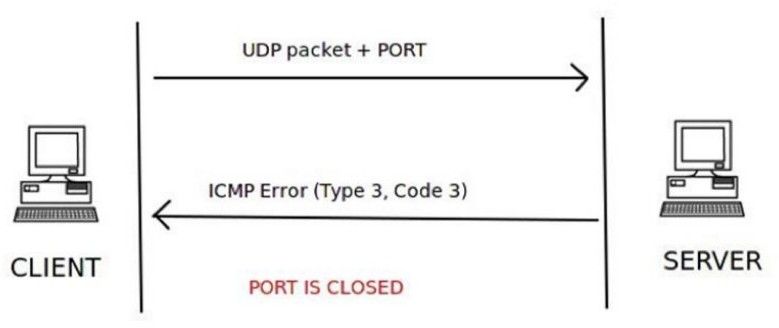 UDP packet + PORT
ICMP Error (Type 3, Code 3)
CLIENT
SERVER
PORT IS CLOSED